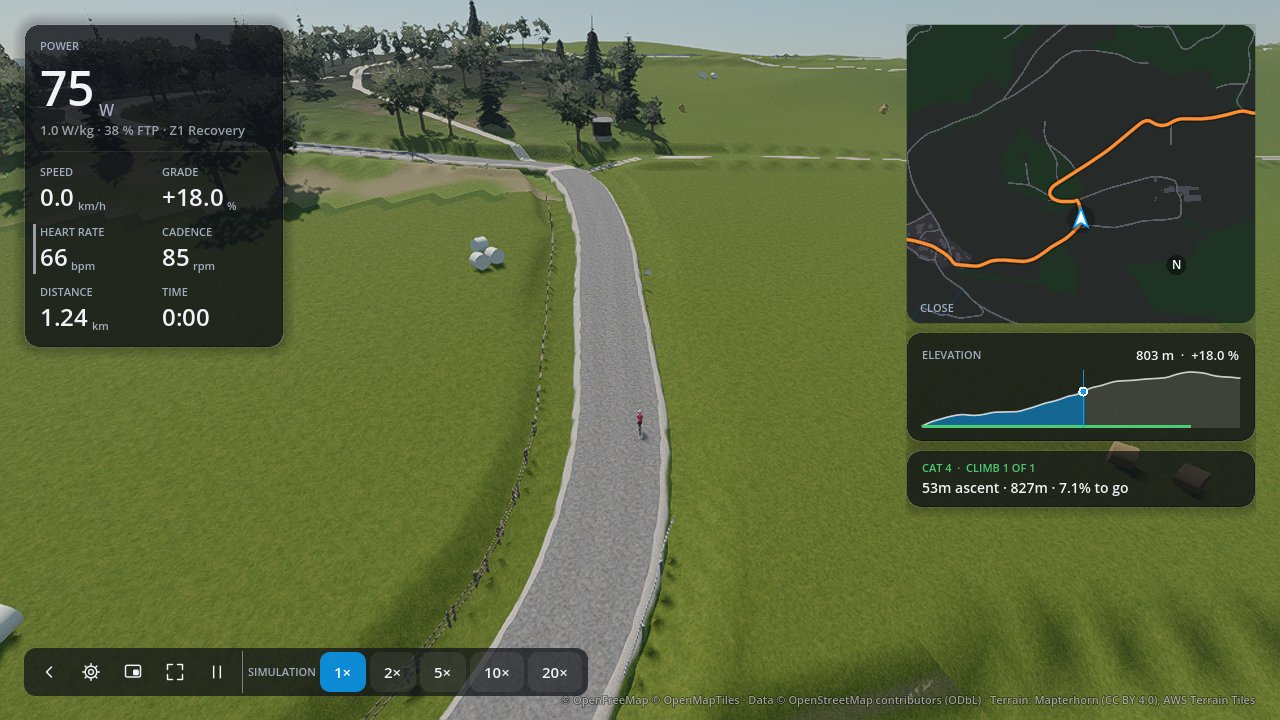 POWER
75 W
1.0 W/kg · 38 % FTP · Z1 Recovery
SPEED
0.0 km/h
GRADE
+18.0 %
HEART RATE
66 bpm
CADENCE
85 rpm
DISTANCE
1.24 km
TIME
0:00
N
CLOSE
ELEVATION
803 m · +18.0 %
CAT 4 · CLIMB 1 OF 1
53m ascent · 827m · 7.1% to go
SIMULATION 1× 2× 5× 10× 20×
© OpenFreeMap © OpenMapTiles · Data © OpenStreetMap contributors (ODbL) · Terrain: Mapterhorn (CC BY 4.0), AWS Terrain Tiles